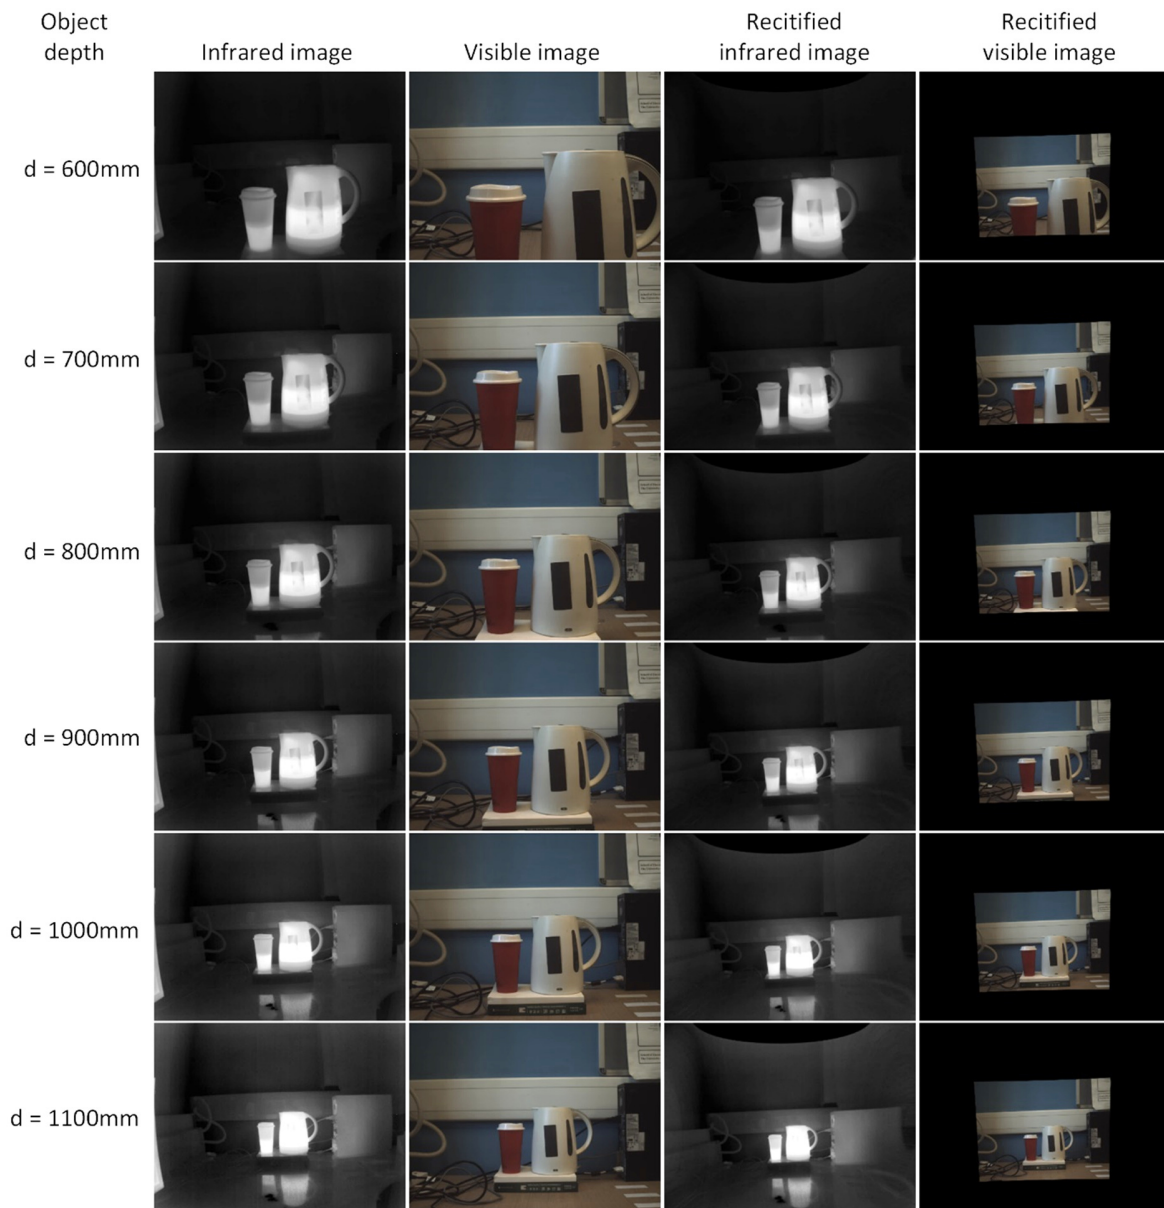 Object
depth
Infrared image
Visible image
Recitified
infrared image
Recitified
visible image
d = 600mm
d = 700mm
d = 800mm
d = 900mm
d = 1000mm
d = 1100mm